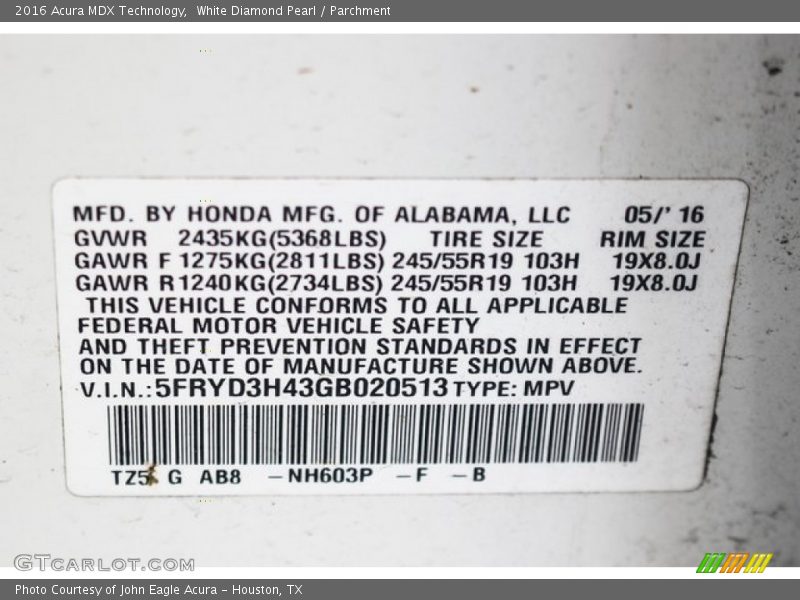 2016 Acura MDX Technology,  White Diamond Pearl / Parchment
MFD. BY HONDA MFG. OF ALABAMA, LLC 05/' 16
GVWR 2435KG(5368LBS) TIRE SIZE RIM SIZE
GAWR F 1275KG(2811LBS) 245/55R19 103H 19X8.0J
GAWR R 1240KG(2734LBS) 245/55R19 103H 19X8.0J
THIS VEHICLE CONFORMS TO ALL APPLICABLE
FEDERAL MOTOR VEHICLE SAFETY
AND THEFT PREVENTION STANDARDS IN EFFECT
ON THE DATE OF MANUFACTURE SHOWN ABOVE.
V.I.N.: 5FRYD3H43GB020513 TYPE: MPV
TZ5 G AB8 -NH603P -F -B
GTCARLOT.COM
Photo Courtesy of John Eagle Acura - Houston, TX